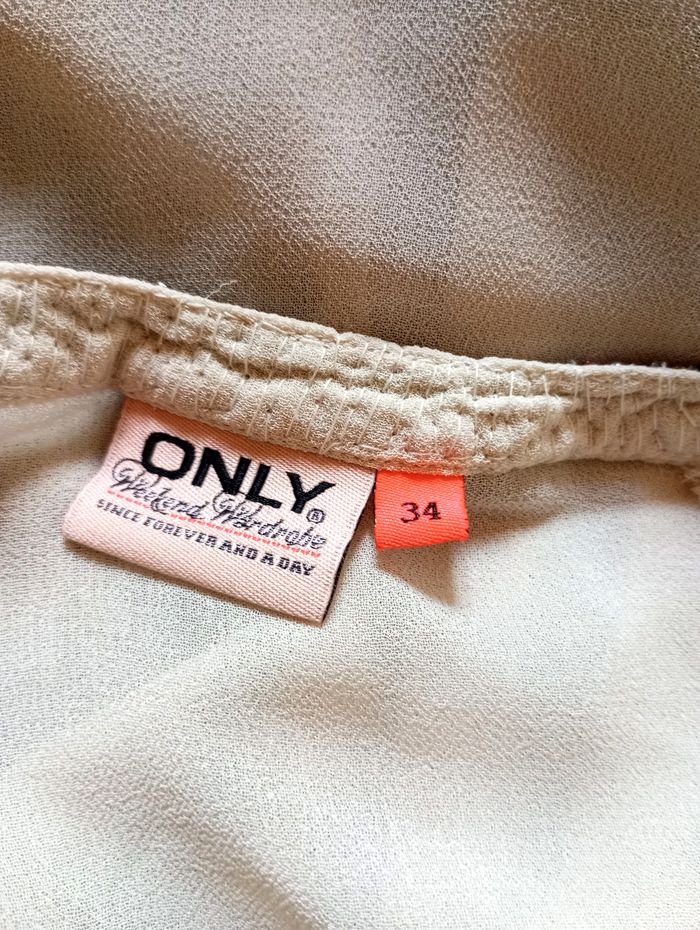 ONLY®
Weekend Wardrobe
SINCE FOREVER AND A DAY
34